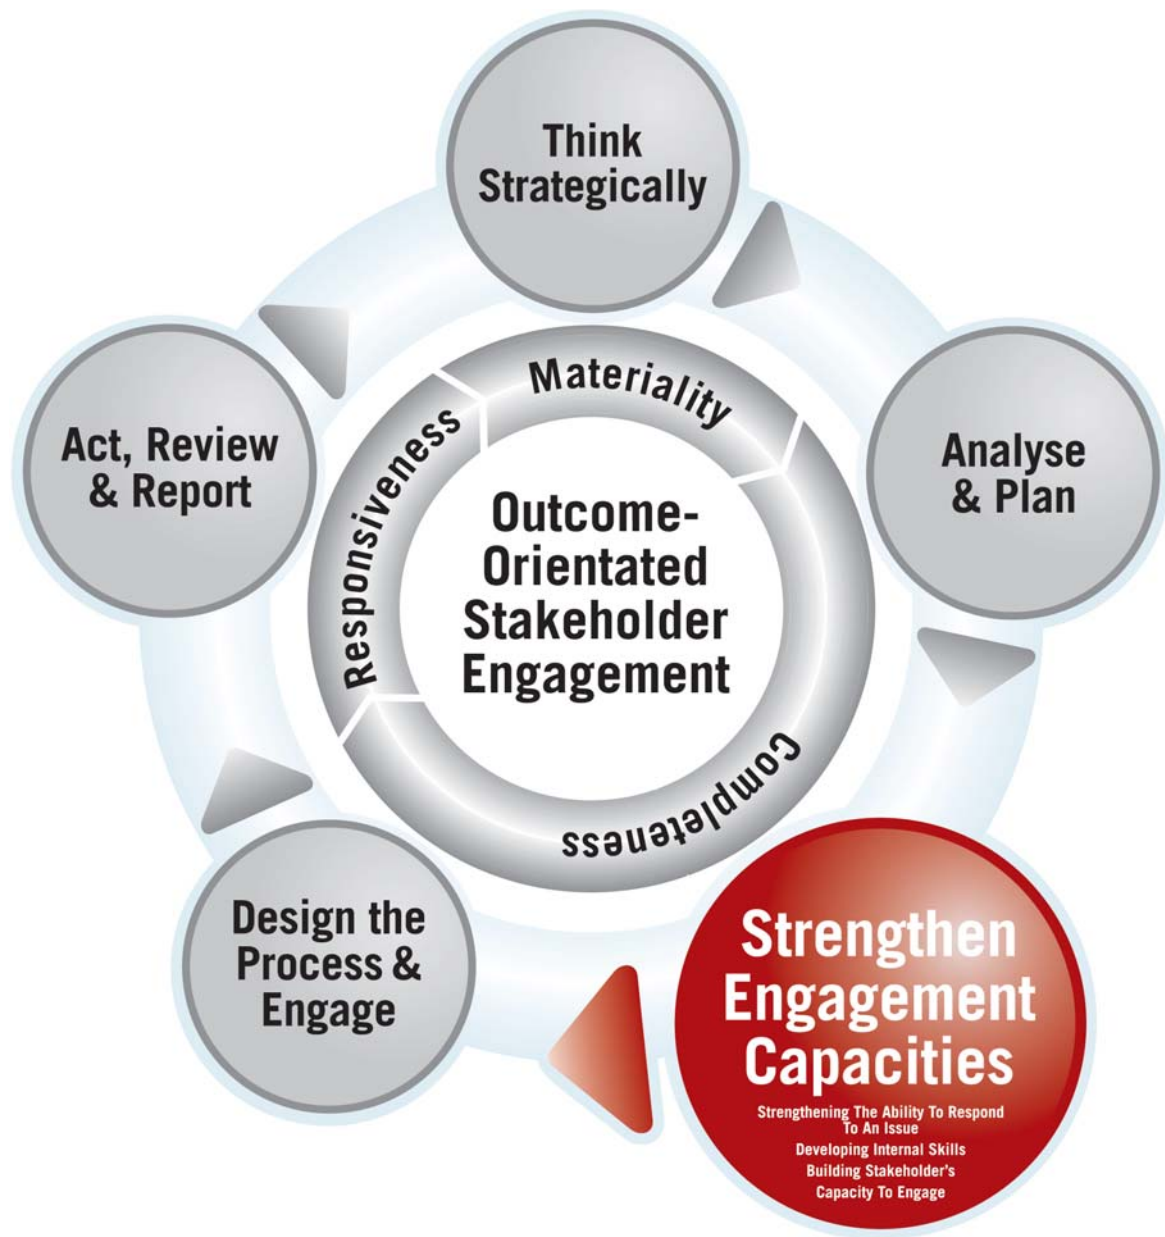 Think
Strategically
Analyse
& Plan
Strengthen
Engagement
Capacities
Strengthening The Ability To Respond
To An Issue
Developing Internal Skills
Building Stakeholder's
Capacity To Engage
Design the
Process &
Engage
Act, Review
& Report
Materiality
Completeness
Responsiveness
Outcome-
Orientated
Stakeholder
Engagement